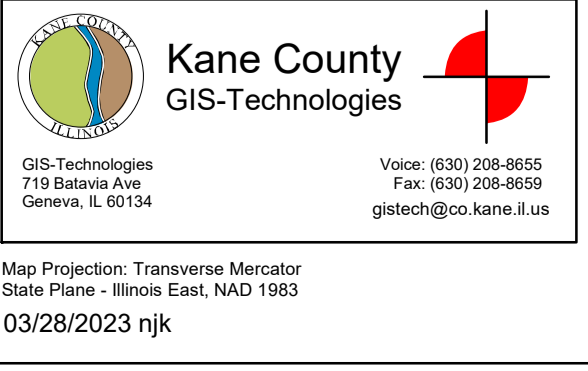 KANE COUNTY
ILLINOIS
Kane County
GIS-Technologies
GIS-Technologies
719 Batavia Ave
Geneva, IL 60134
Voice: (630) 208-8655
Fax: (630) 208-8659
gistech@co.kane.il.us
Map Projection: Transverse Mercator
State Plane - Illinois East, NAD 1983
03/28/2023 njk